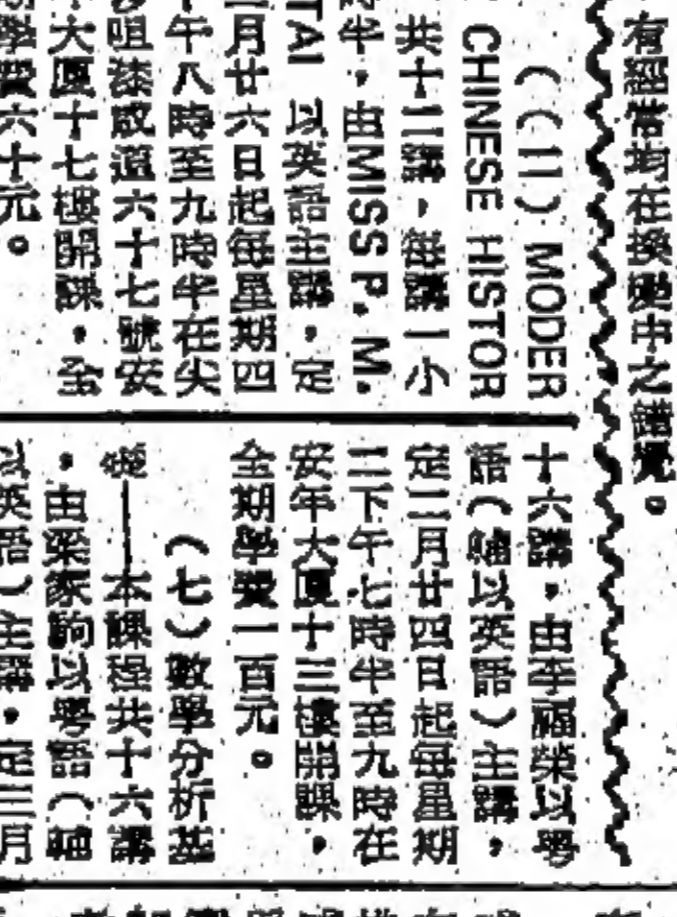 有經常均在換變中之錯覺。
（二）MODER
CHINESE HISTOR
共十二講，每講一小
時半，由MISS P. M.
TAI 以英語主講，定
二月廿六日起每星期四
下午八時至九時半在尖
沙咀漆咸道六十七號安
年大廈十七樓開課，全
期學費六十元。
十六講，由李福榮以粵
語（輔以英語）主講，
定二月廿四日起每星期
二下午七時半至九時在
安年大廈十三樓開課，
全期學費一百元。
（七）數學分析基
礎——本課程共十六講
，由梁家駒以粵語（輔
以英語）主講，定三月